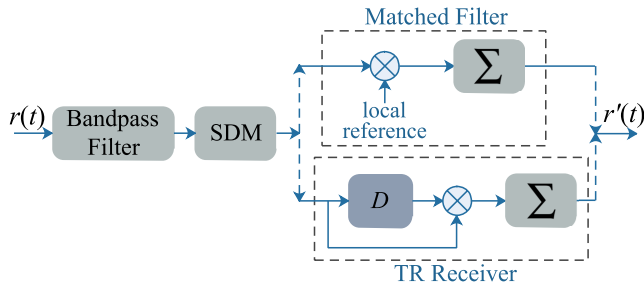 Matched Filter
Σ
local
reference
r(t)
Bandpass
Filter
SDM
r'(t)
D
Σ
TR Receiver